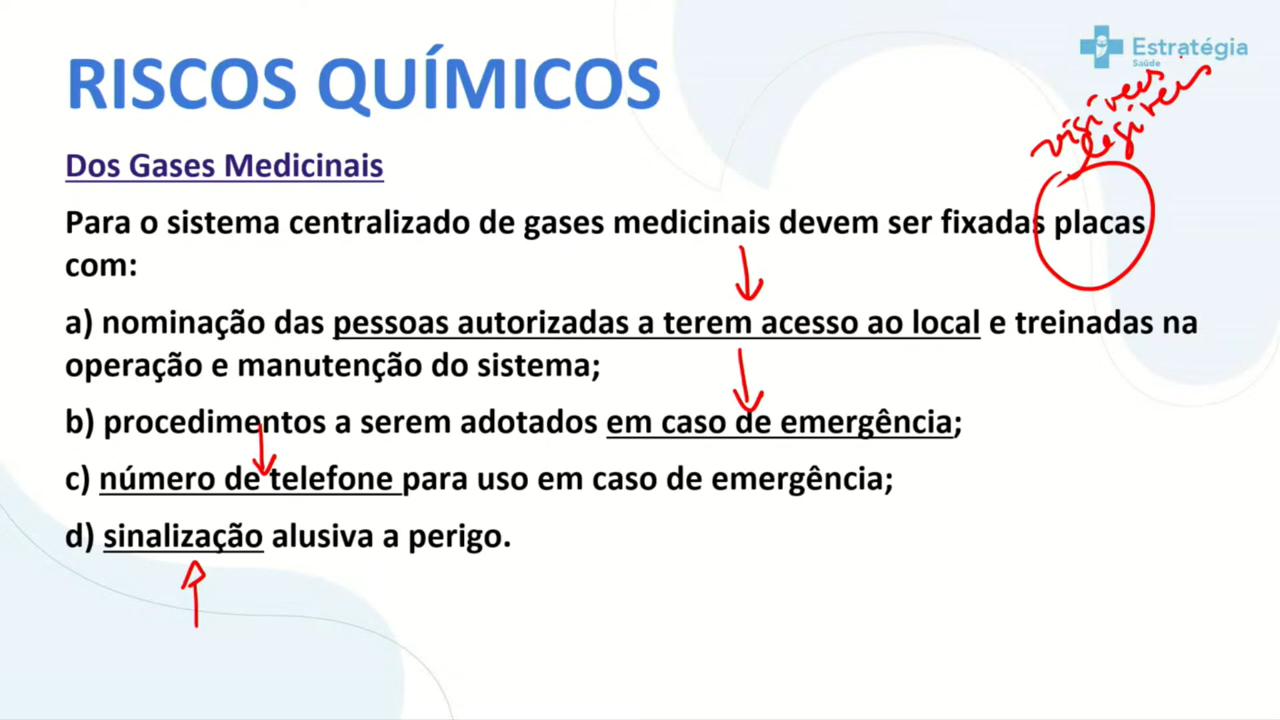 RISCOS QUÍMICOS
Estratégia
Saúde
visíveis
legíveis
Dos Gases Medicinais
Para o sistema centralizado de gases medicinais devem ser fixadas placas
com:
a) nominação das pessoas autorizadas a terem acesso ao local e treinadas na
operação e manutenção do sistema;
b) procedimentos a serem adotados em caso de emergência;
c) número de telefone para uso em caso de emergência;
d) sinalização alusiva a perigo.